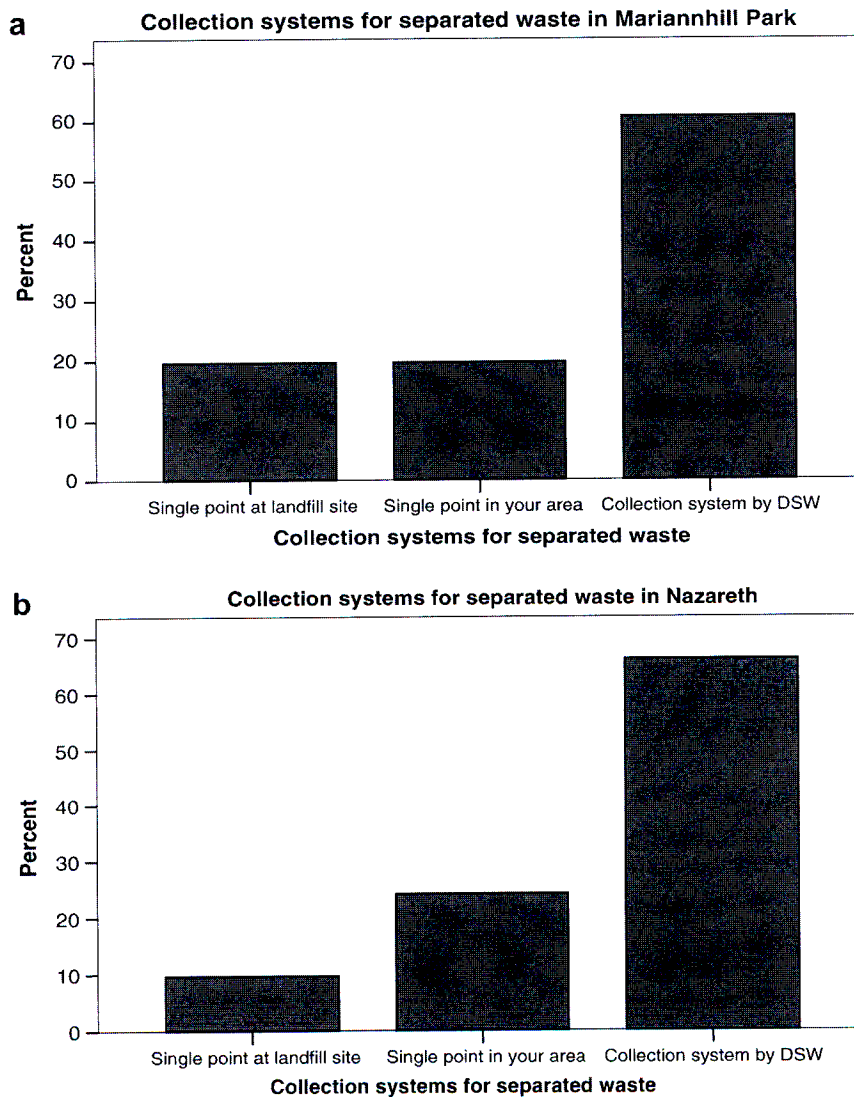 a
Collection systems for separated waste in Mariannhill Park
70
60
50
40
30
20
10
0
Percent
Single point at landfill site Single point in your area Collection system by DSW
Collection systems for separated waste
b
Collection systems for separated waste in Nazareth
70
60
50
40
30
20
10
0
Percent
Single point at landfill site Single point in your area Collection system by DSW
Collection systems for separated waste